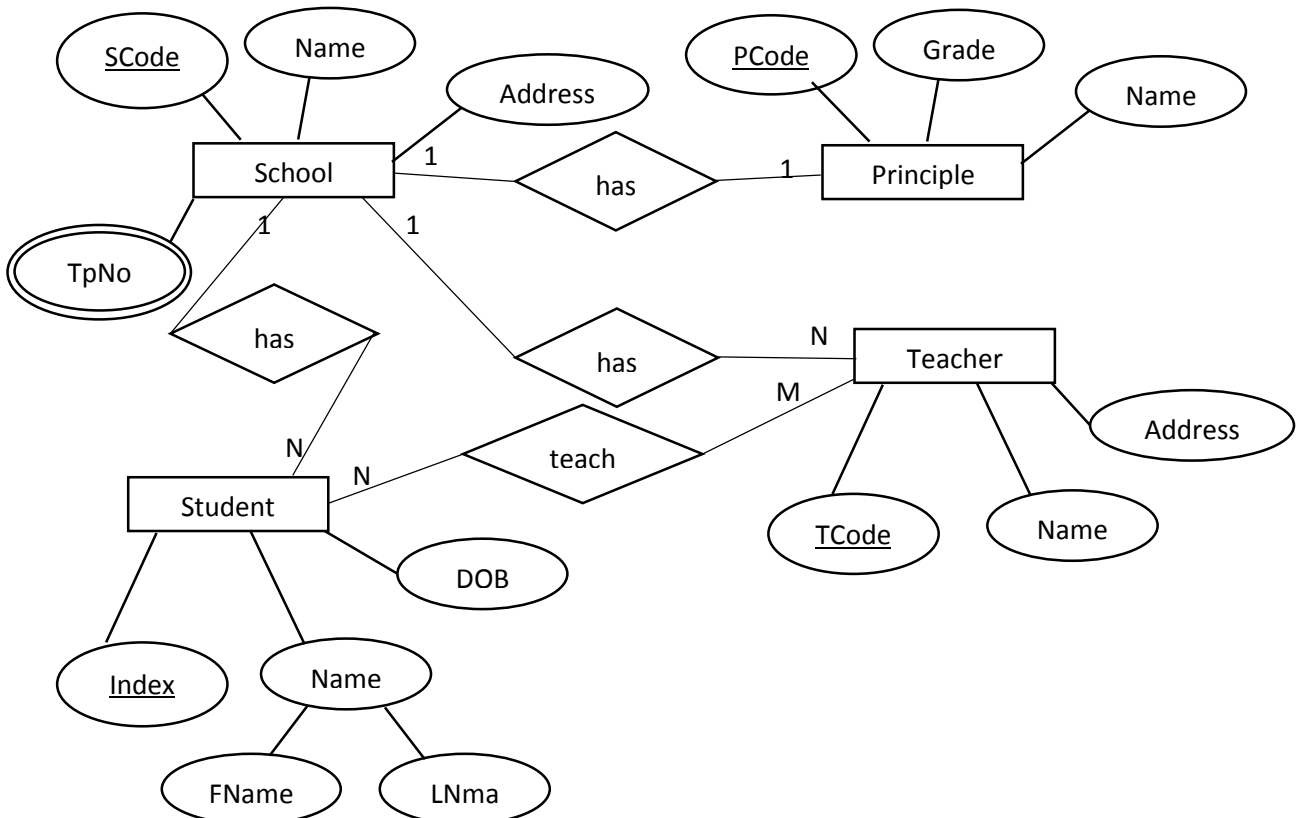 SCode
Name
Address
PCode
Grade
Name
School
1
has
1
Principle
TpNo
1
1
has
has
N
Teacher
M
Address
N
N
teach
Student
TCode
Name
DOB
Index
Name
FName
LNma